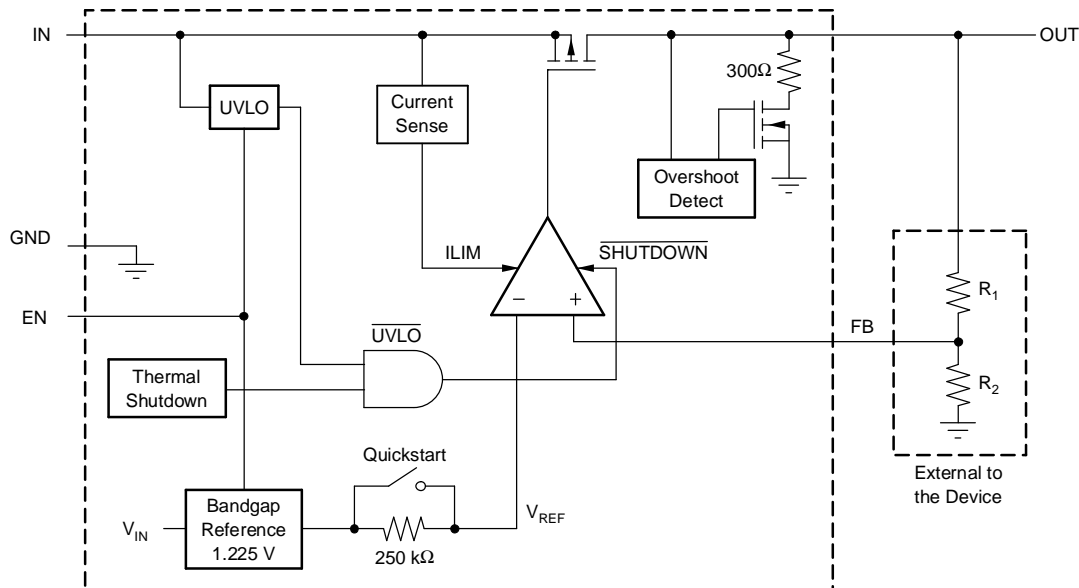 IN
OUT
300Ω
UVLO
Current
Sense
Overshoot
Detect
GND
ILIM
SHUTDOWN
R1
EN
− +
FB
UVLO
Thermal
Shutdown
R2
Quickstart
External to
the Device
VIN
Bandgap
Reference
1.225 V
VREF
250 kΩ